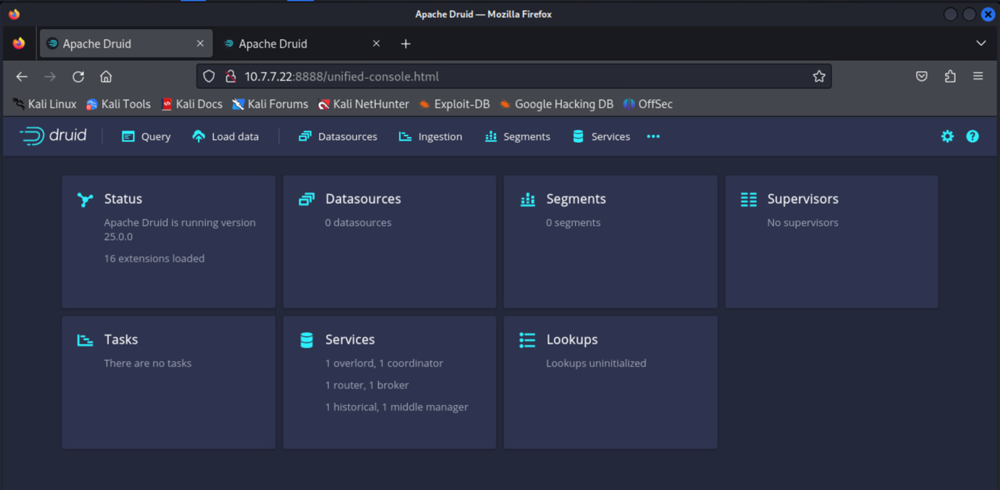 Apache Druid — Mozilla Firefox
Apache Druid
Apache Druid
10.7.7.22:8888/unified-console.html
Kali Linux
Kali Tools
Kali Docs
Kali Forums
Kali NetHunter
Exploit-DB
Google Hacking DB
OffSec
druid
Query
Load data
Datasources
Ingestion
Segments
Services
Status
Apache Druid is running version
25.0.0
16 extensions loaded
Datasources
0 datasources
Segments
0 segments
Supervisors
No supervisors
Tasks
There are no tasks
Services
1 overlord, 1 coordinator
1 router, 1 broker
1 historical, 1 middle manager
Lookups
Lookups uninitialized